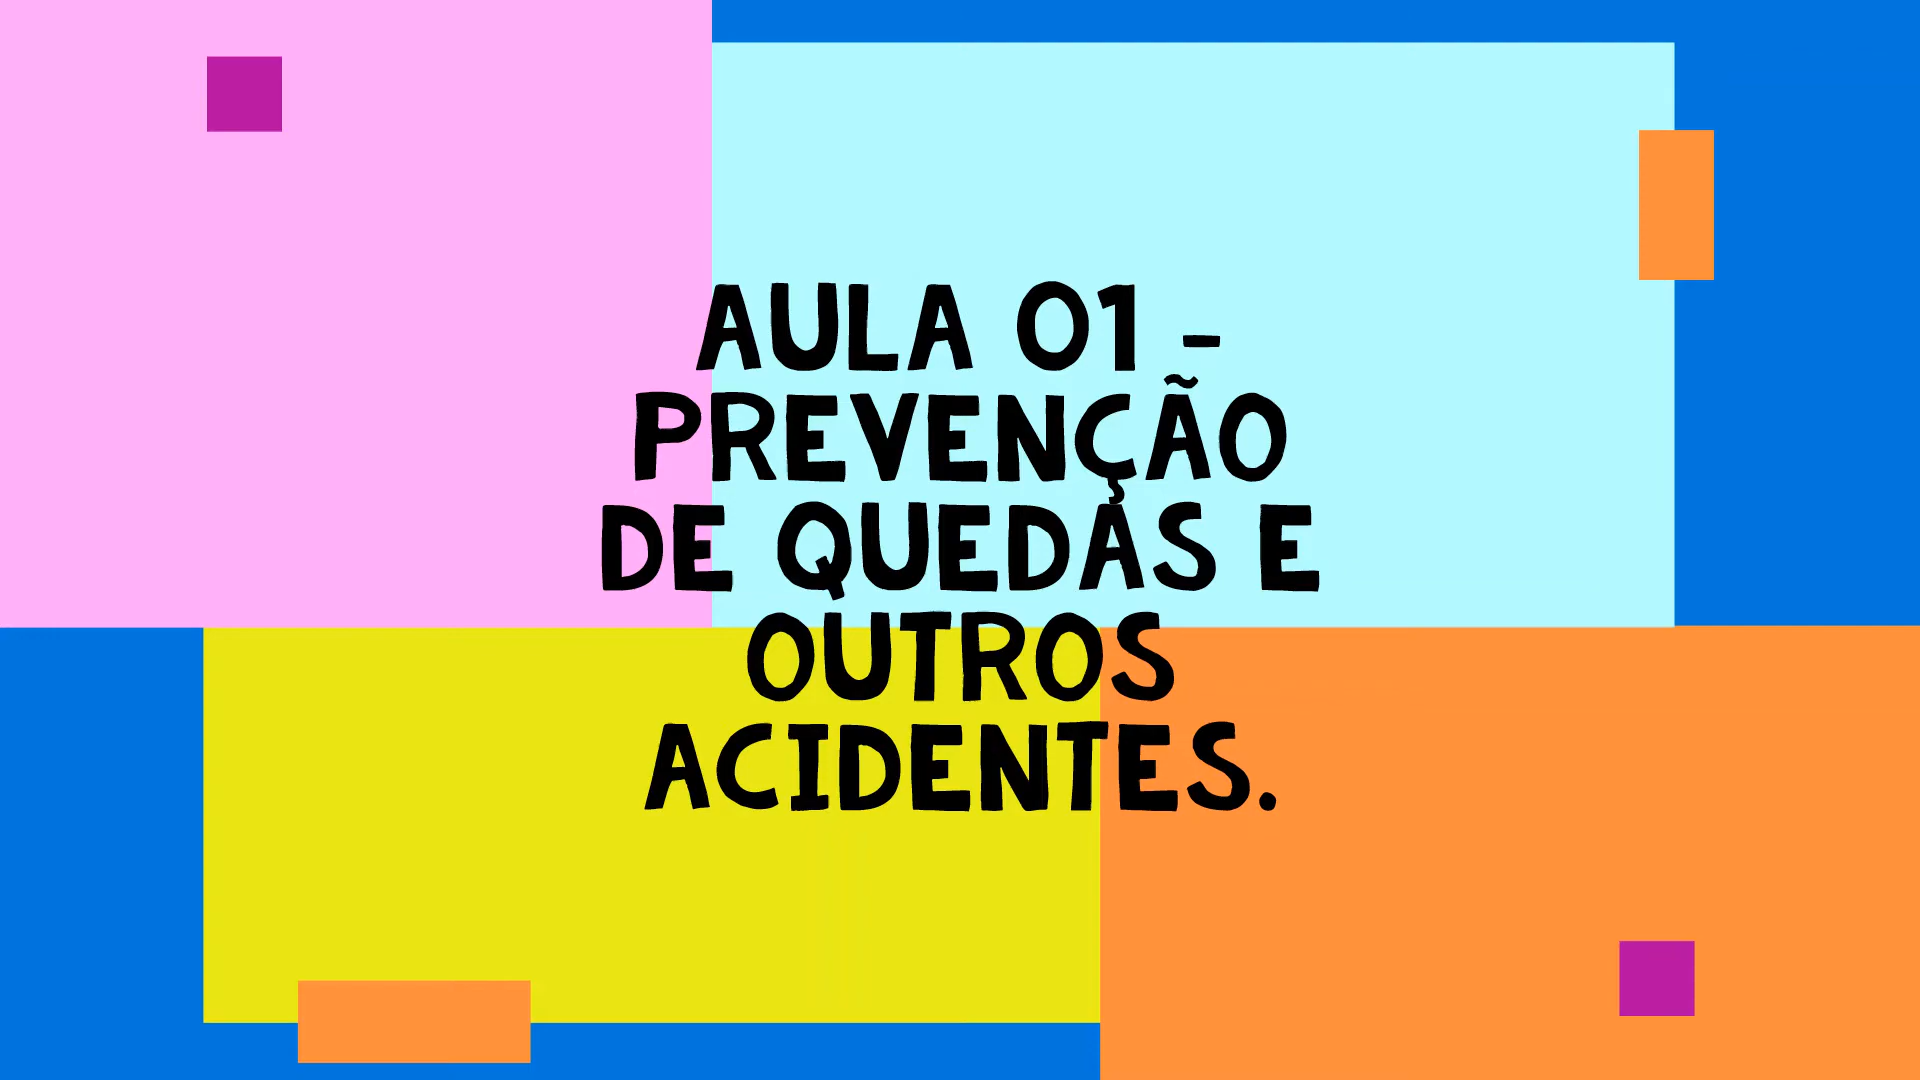 AULA 01 -
PREVENÇÃO
DE QUEDAS E
OUTROS
ACIDENTES.